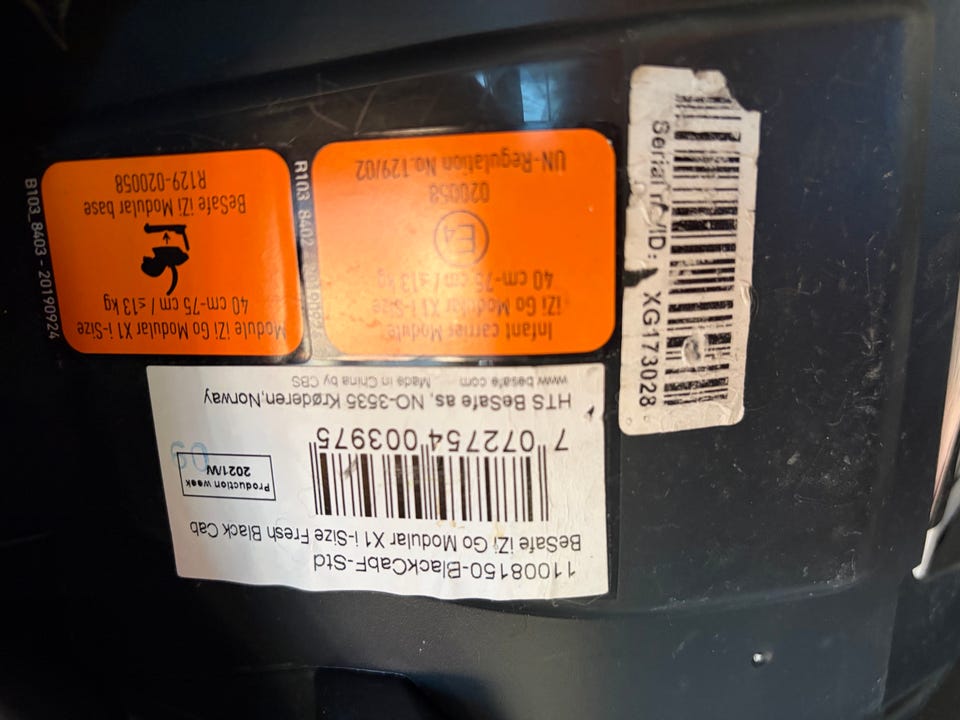 11008150-BlackCabF-Std
BeSafe iZi Go Modular X1 i-Size Fresh Black Cab
Production week
2021/W
09
7 072754 003975
HTS BeSafe as, NO-3535 Krøderen,Norway
www.besafe.com Made in China by CBS
Infant carrier Module
iZi Go Modular X1 i-Size
40 cm-75 cm / ≤13 kg
E4
020058
UN-Regulation No.129/02
Module iZi Go Modular X1 i-Size
40 cm-75 cm / ≤13 kg
BeSafe iZi Modular base
R129-020058
B103_8403 - 20190924
8402
Serial ID: XG173028